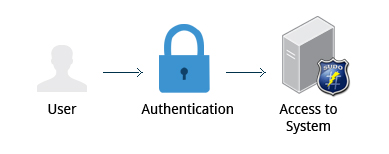 SUDO
User
Authentication
Access to
System